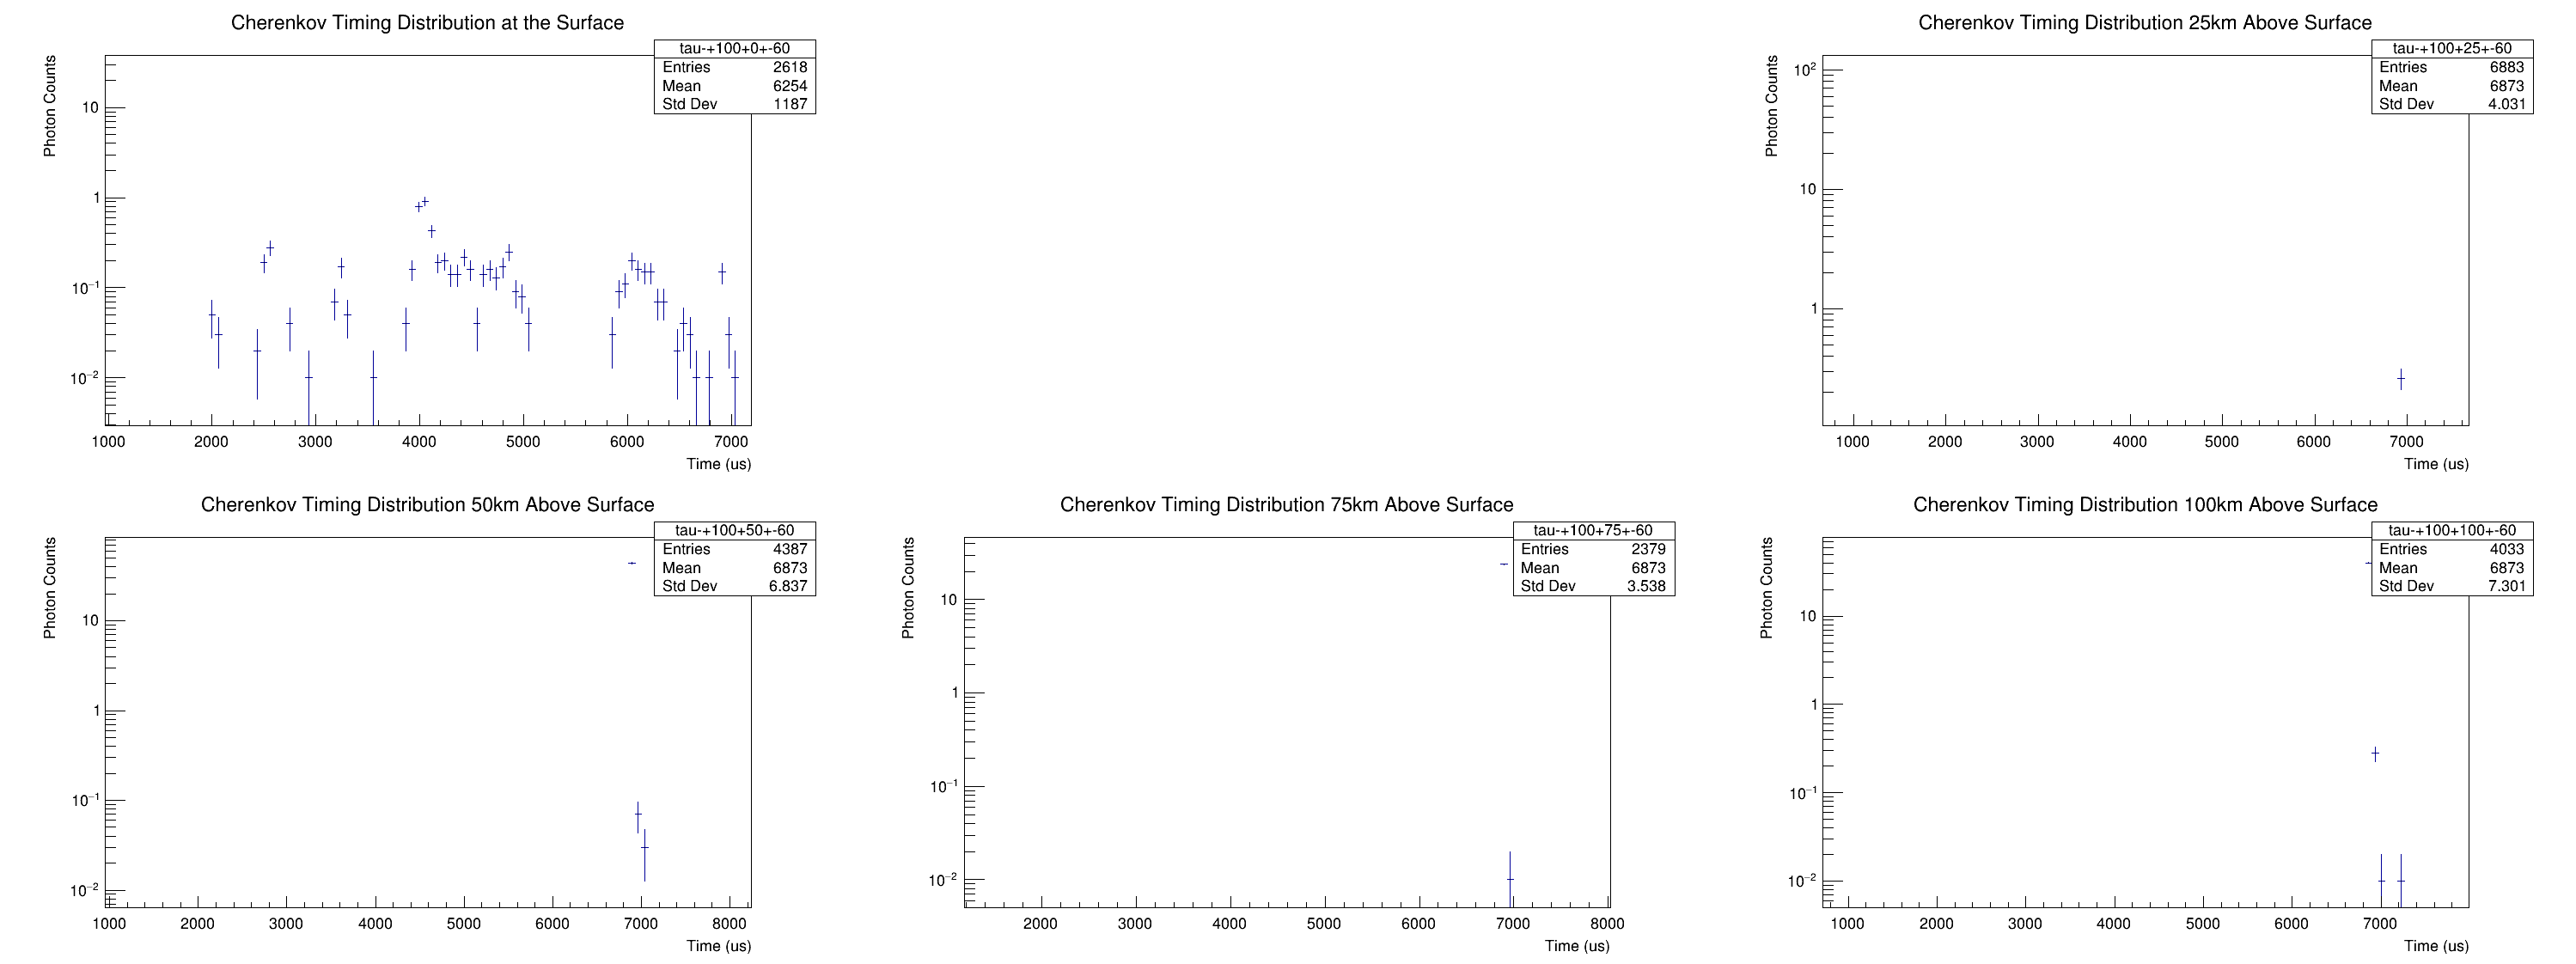 Cherenkov Timing Distribution at the Surface
tau-+100+0+-60
Entries 2618
Mean 6254
Std Dev 1187
Photon Counts
10
1
10⁻¹
10⁻²
1000 2000 3000 4000 5000 6000 7000
Time (us)
Cherenkov Timing Distribution 25km Above Surface
tau-+100+25+-60
Entries 6883
Mean 6873
Std Dev 4.031
Photon Counts
10²
10
1
1000 2000 3000 4000 5000 6000 7000
Time (us)
Cherenkov Timing Distribution 50km Above Surface
tau-+100+50+-60
Entries 4387
Mean 6873
Std Dev 6.837
Photon Counts
10
1
10⁻¹
10⁻²
1000 2000 3000 4000 5000 6000 7000 8000
Time (us)
Cherenkov Timing Distribution 75km Above Surface
tau-+100+75+-60
Entries 2379
Mean 6873
Std Dev 3.538
Photon Counts
10
1
10⁻¹
10⁻²
2000 3000 4000 5000 6000 7000 8000
Time (us)
Cherenkov Timing Distribution 100km Above Surface
tau-+100+100+-60
Entries 4033
Mean 6873
Std Dev 7.301
Photon Counts
10
1
10⁻¹
10⁻²
1000 2000 3000 4000 5000 6000 7000
Time (us)